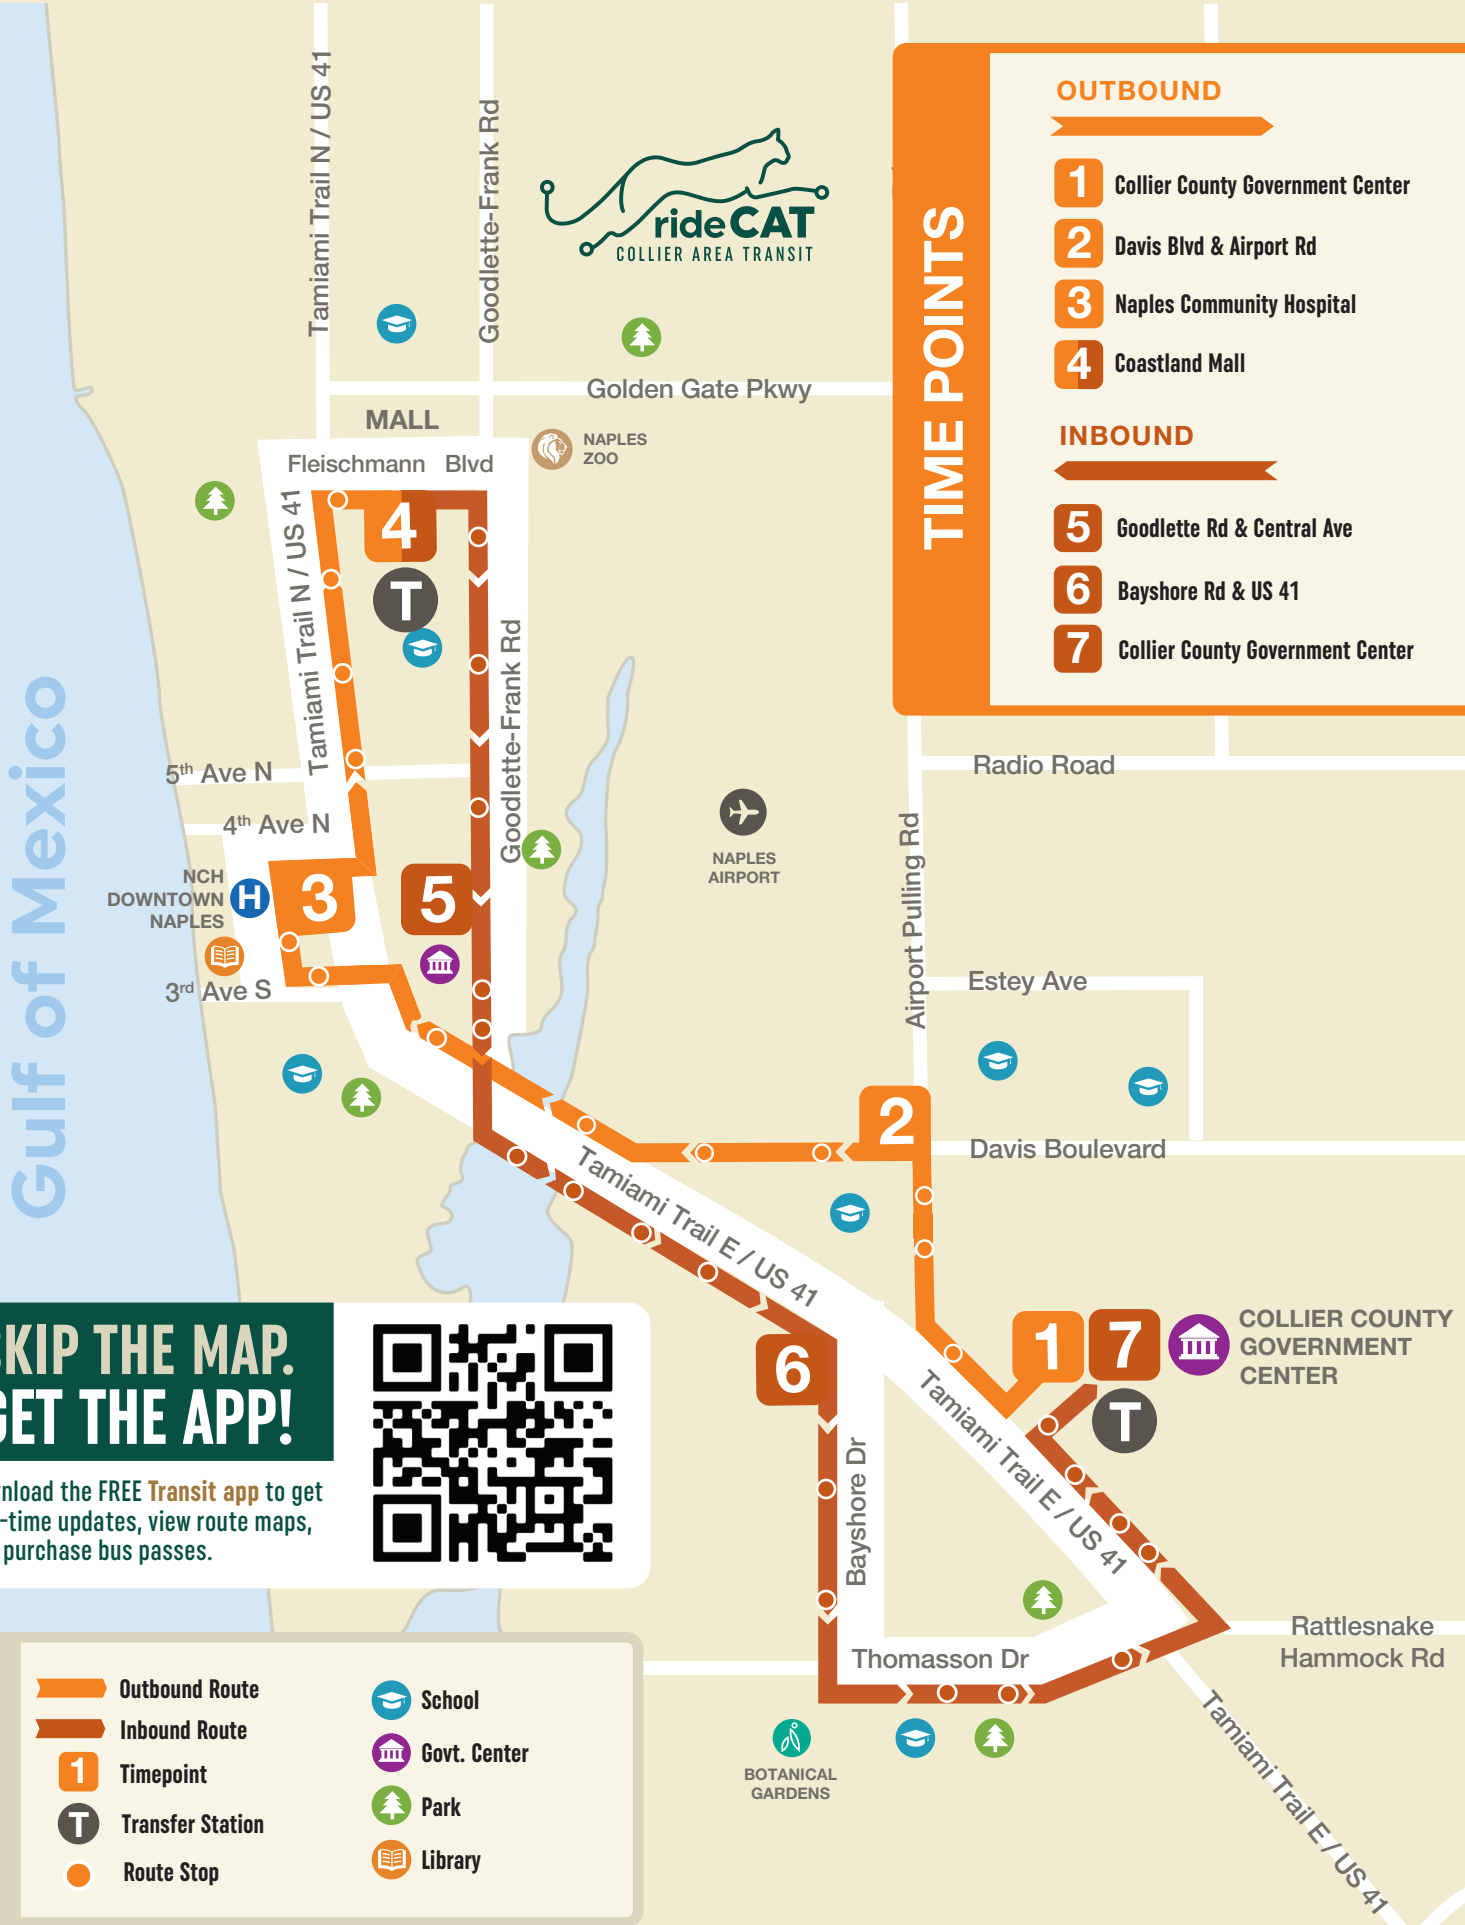 Tamiami Trail N / US 41
Goodlette-Frank Rd
rideCAT
COLLIER AREA TRANSIT
Golden Gate Pkwy
MALL
NAPLES
ZOO
Fleischmann Blvd
4
T
Tamiami Trail N / US 41
Goodlette-Frank Rd
Gulf of Mexico
5th Ave N
4th Ave N
NCH
DOWNTOWN
NAPLES
H
3
5
3rd Ave S
NAPLES
AIRPORT
TIME POINTS
OUTBOUND
1 Collier County Government Center
2 Davis Blvd & Airport Rd
3 Naples Community Hospital
4 Coastland Mall
INBOUND
5 Goodlette Rd & Central Ave
6 Bayshore Rd & US 41
7 Collier County Government Center
Radio Road
Airport Pulling Rd
Estey Ave
2
Davis Boulevard
Tamiami Trail E / US 41
6
1
7
T
COLLIER COUNTY
GOVERNMENT
CENTER
Tamiami Trail E / US 41
Bayshore Dr
Thomasson Dr
Rattlesnake
Hammock Rd
Tamiami Trail E / US 41
BOTANICAL
GARDENS
KIP THE MAP.
GET THE APP!
nload the FREE Transit app to get
-time updates, view route maps,
purchase bus passes.
Outbound Route
Inbound Route
1 Timepoint
T Transfer Station
Route Stop
School
Govt. Center
Park
Library